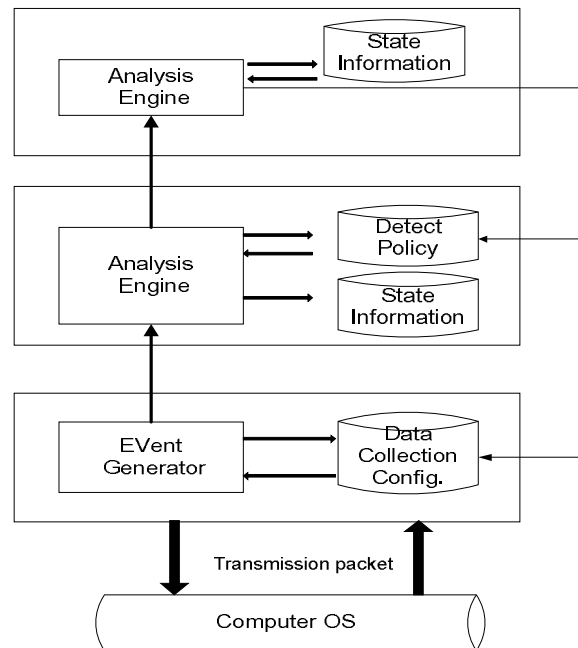 State
Information
Analysis
Engine
Detect
Policy
Analysis
Engine
State
Information
EVent
Generator
Data
Collection
Config.
Transmission packet
Computer OS